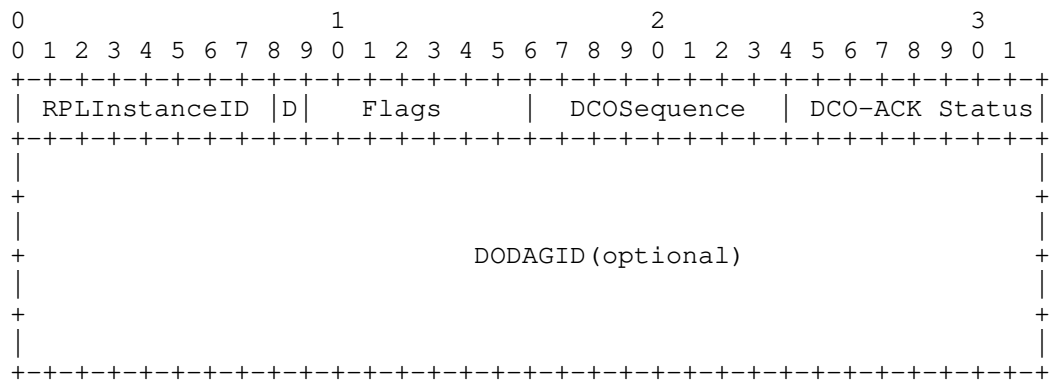 0                   1                   2                   3
0 1 2 3 4 5 6 7 8 9 0 1 2 3 4 5 6 7 8 9 0 1 2 3 4 5 6 7 8 9 0 1
+-+-+-+-+-+-+-+-+-+-+-+-+-+-+-+-+-+-+-+-+-+-+-+-+-+-+-+-+-+-+-+-+
| RPLInstanceID |D|   Flags     |  DCOSequence  | DCO-ACK Status|
+-+-+-+-+-+-+-+-+-+-+-+-+-+-+-+-+-+-+-+-+-+-+-+-+-+-+-+-+-+-+-+-+
|                                                               |
+                                                               +
|                                                               |
+                            DODAGID(optional)                  +
|                                                               |
+                                                               +
|                                                               |
+-+-+-+-+-+-+-+-+-+-+-+-+-+-+-+-+-+-+-+-+-+-+-+-+-+-+-+-+-+-+-+-+